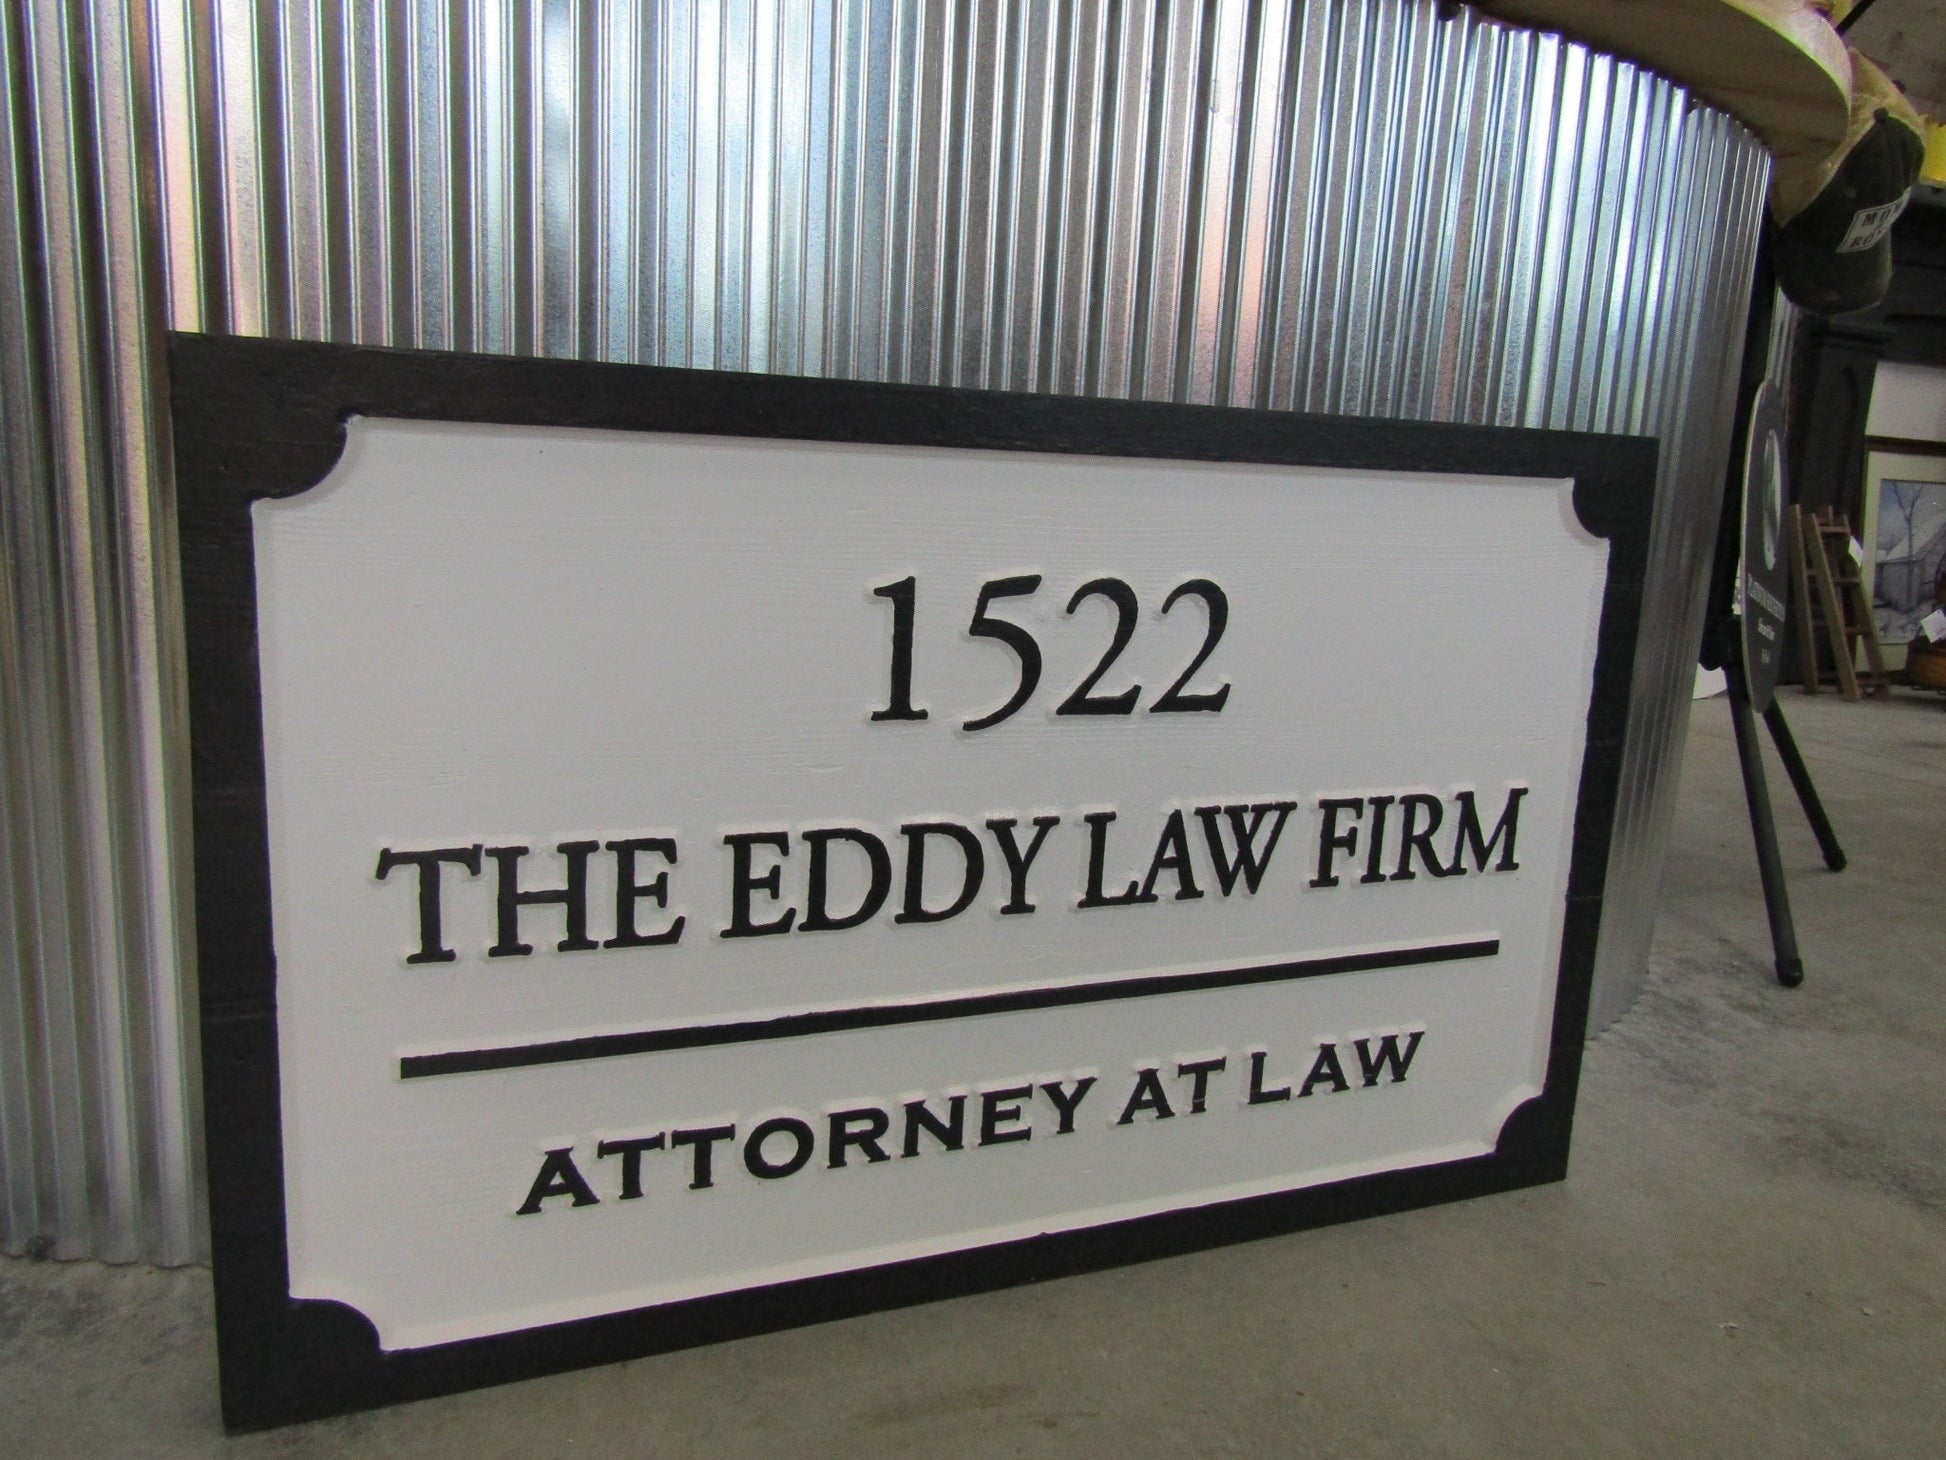 1522
THE EDDY LAW FIRM
ATTORNEY AT LAW